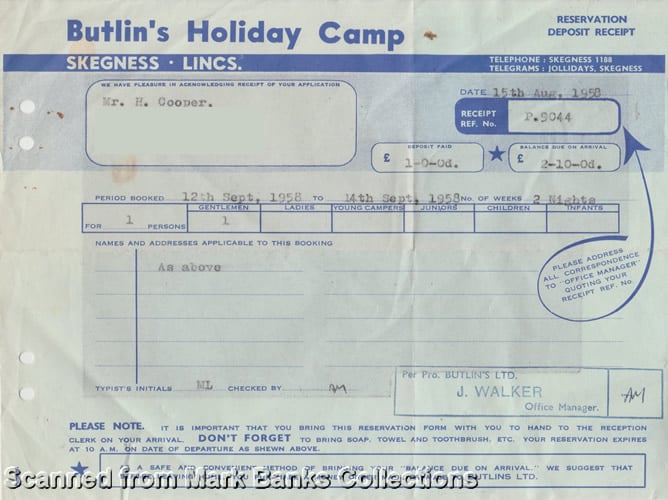 Butlin's Holiday Camp
RESERVATION
DEPOSIT RECEIPT
SKEGNESS · LINCS.
TELEPHONE : SKEGNESS 1188
TELEGRAMS : JOLLIDAYS, SKEGNESS
WE HAVE PLEASURE IN ACKNOWLEDGING RECEIPT OF YOUR APPLICATION
Mr. H. Cooper.
DATE 15th Aug, 1958
RECEIPT
REF. No.
P.9044
DEPOSIT PAID
£ 1-0-0d.
BALANCE DUE ON ARRIVAL
£ 2-10-0d.
PERIOD BOOKED 12th Sept, 1958 TO 14th Sept, 1958 No. OF WEEKS 2 Nights
GENTLEMEN LADIES YOUNG CAMPERS JUNIORS CHILDREN INFANTS
FOR 1 PERSONS 1
NAMES AND ADDRESSES APPLICABLE TO THIS BOOKING
As above
PLEASE ADDRESS
ALL CORRESPONDENCE
TO "OFFICE MANAGER"
QUOTING YOUR
RECEIPT REF. No.
TYPIST'S INITIALS ML CHECKED BY AM
Per Pro. BUTLIN'S LTD.
J. WALKER
Office Manager.
AM
PLEASE NOTE. IT IS IMPORTANT THAT YOU BRING THIS RESERVATION FORM WITH YOU TO HAND TO THE RECEPTION
CLERK ON YOUR ARRIVAL. DON'T FORGET TO BRING SOAP, TOWEL AND TOOTHBRUSH, ETC. YOUR RESERVATION EXPIRES
AT 10 A.M. ON DATE OF DEPARTURE AS SHEWN ABOVE.
A SAFE AND CONVENIENT METHOD OF BRINGING YOUR "BALANCE DUE ON ARRIVAL." WE SUGGEST THAT
BUTLINS LTD.
Scanned from Mark Banks Collections